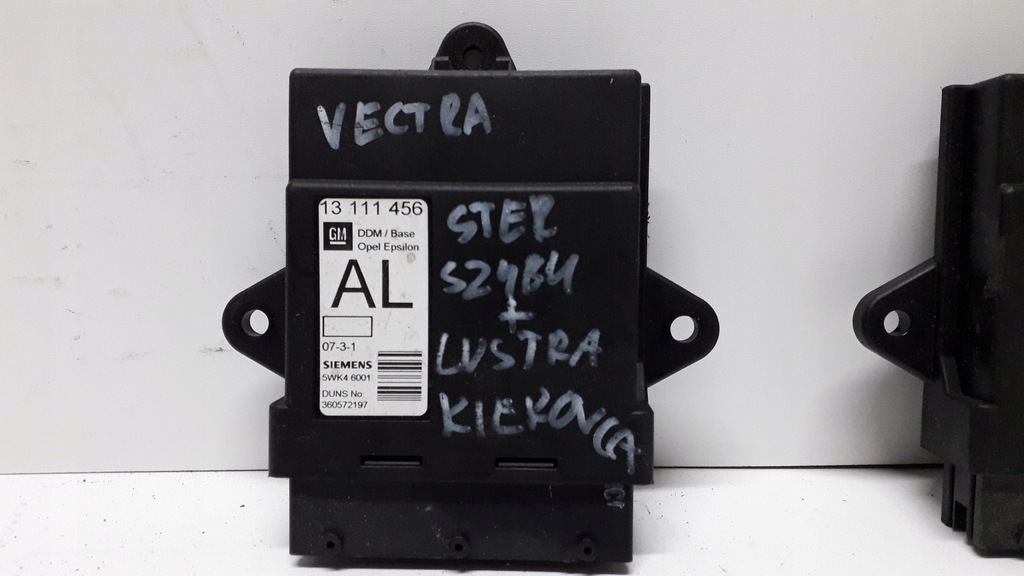 VECTRA
13 111 456
GM
DDM / Base
Opel Epsilon
AL
07-3-1
SIEMENS
5WK4 6001
DUNS No:
360572197
STER
SZYBY
+
LUSTRA
KIEROWCA